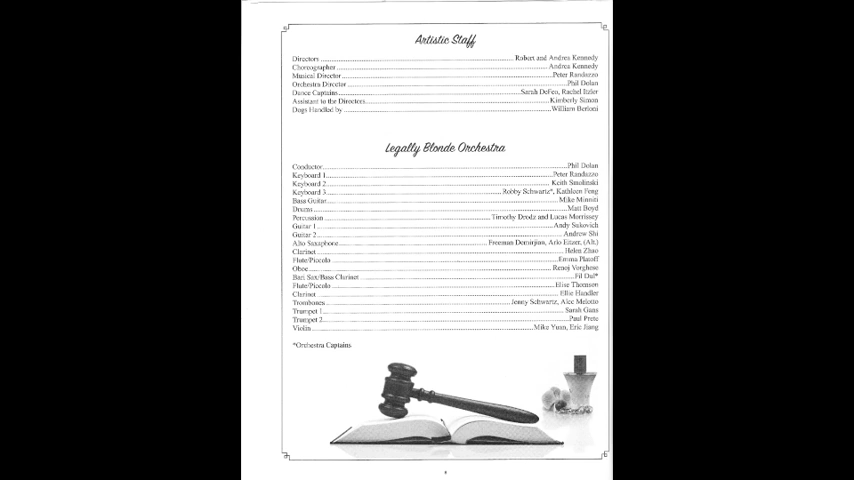 Artistic Staff
Directors Robert and Andrea Kennedy
Choreographer Andrea Kennedy
Musical Director Peter Randazzo
Orchestra Director Phil Dolan
Dance Captains Sarah DeFeo, Rachel Itzler
Assistant to the Directors Kimberly Simon
Dogs Handled by William Berloni
Legally Blonde Orchestra
Conductor Phil Dolan
Keyboard 1 Peter Randazzo
Keyboard 2 Keith Smolinski
Keyboard 3 Robby Schwartz*, Kathleen Feng
Bass Guitar Mike Minniti
Drums Matt Boyd
Percussion Timothy Drodz and Lucas Morrissey
Guitar 1 Andy Sukovich
Guitar 2 Andrew Shi
Alto Saxophone Freeman Demirjian, Arlo Eitzer, (Alt.)
Clarinet Helen Zhao
Flute/Piccolo Emma Platoff
Oboe Renoj Verghese
Bari Sax/Bass Clarinet Fil Daf*
Flute/Piccolo Thomson
Clarinet Ellie Handler
Trombones Jenny Schwartz, Alec Melotto
Trumpet 1 Sarah Gans
Trumpet 2 Paul Prete
Violin Mike Yuan, Eric Jiang
*Orchestra Captains